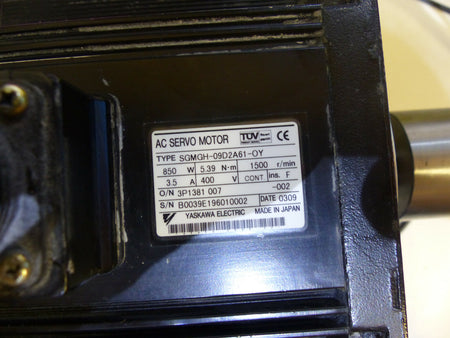 AC SERVO MOTOR TÜV CE
TYPE SGMGH-09D2A61-OY
850 W 5.39 N·m 1500 r/min
3.5 A 400 V CONT. ins. F
O/N 3P1381 007 -002
S/N B0039E196010002 DATE 0309
YASKAWA ELECTRIC MADE IN JAPAN